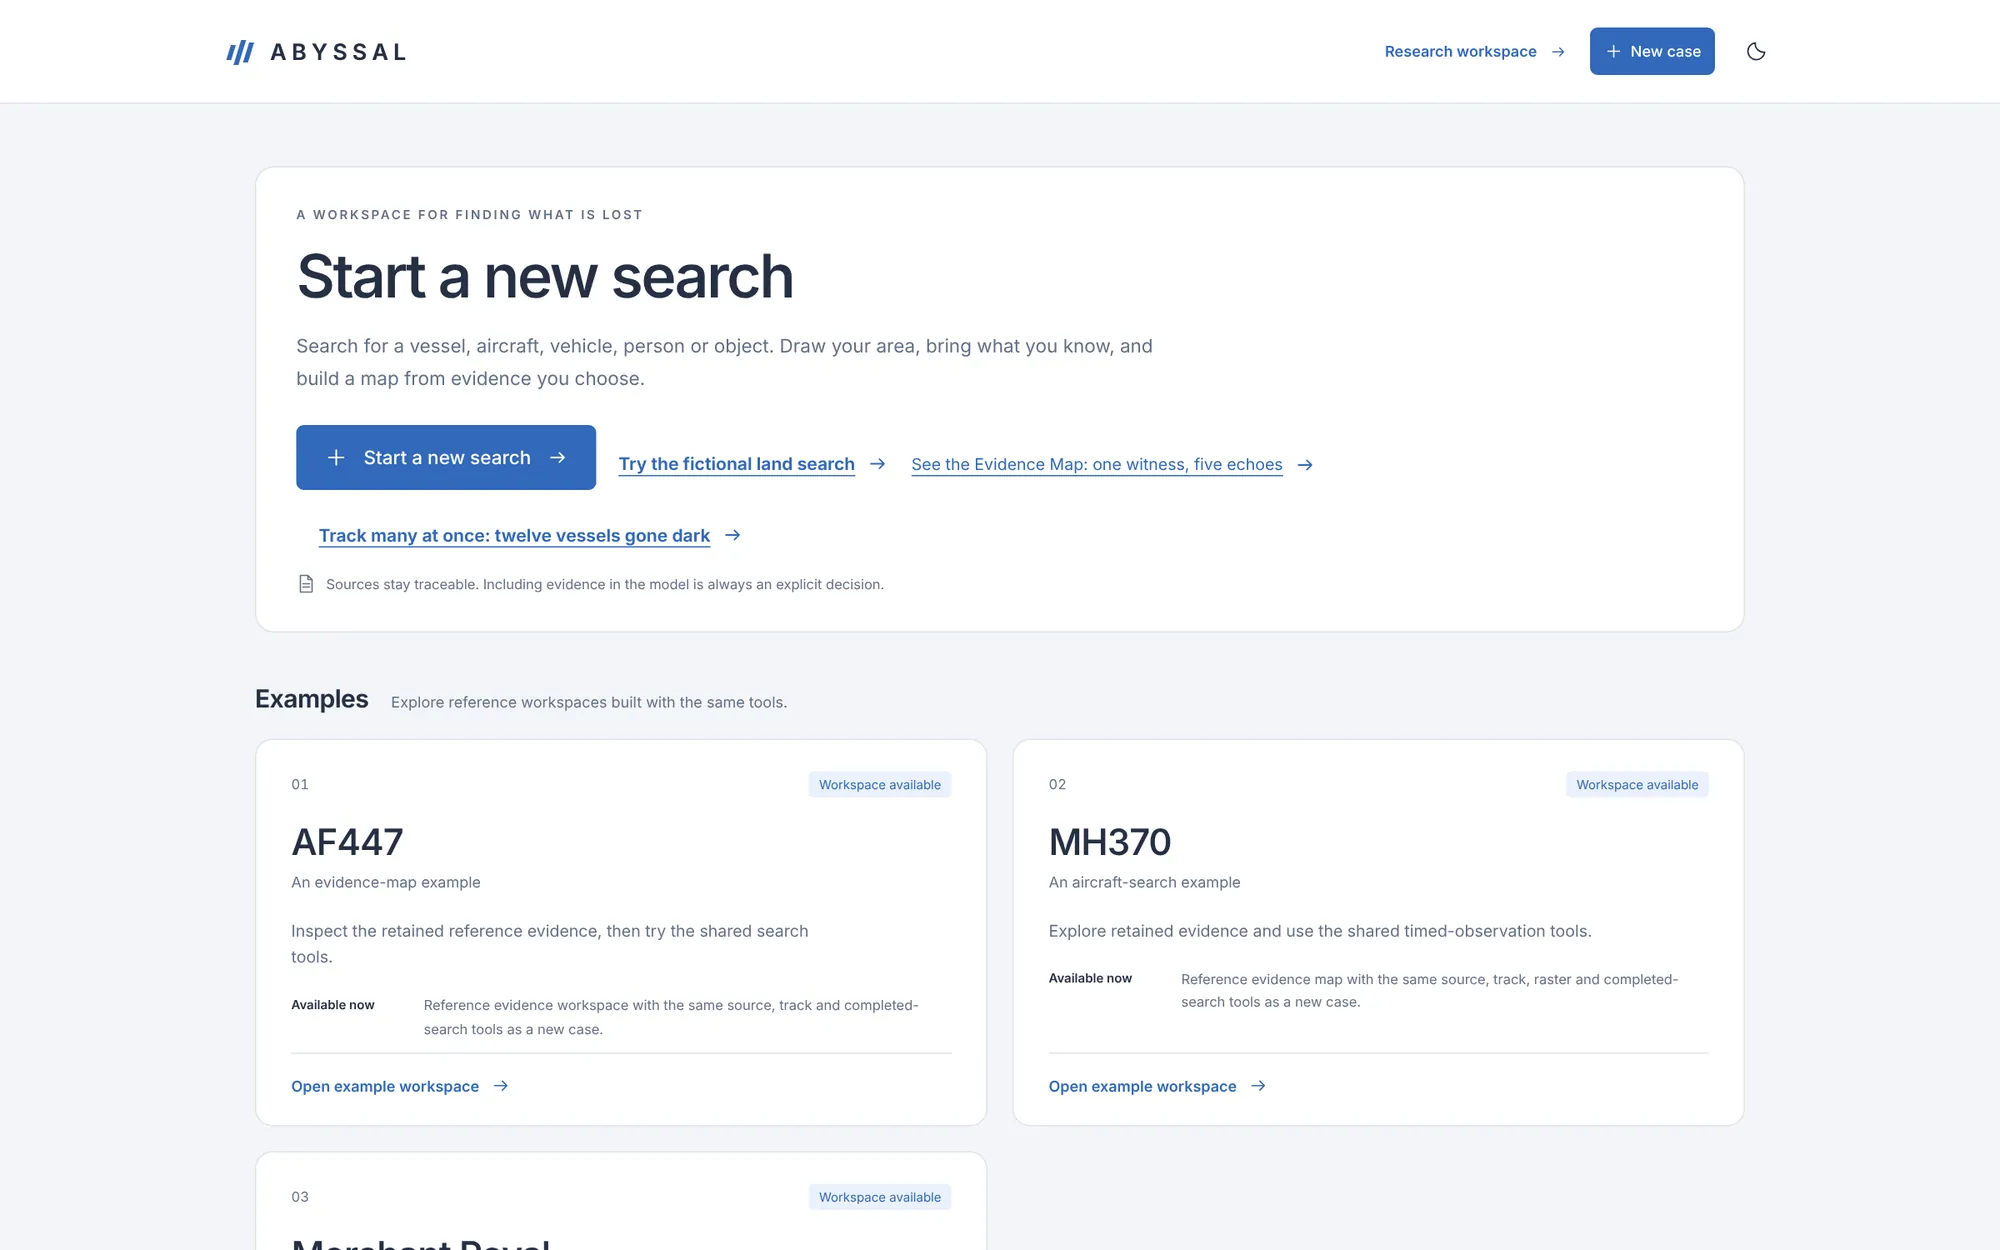 ABYSSAL
Research workspace →
+ New case
A WORKSPACE FOR FINDING WHAT IS LOST
Start a new search
Search for a vessel, aircraft, vehicle, person or object. Draw your area, bring what you know, and
build a map from evidence you choose.
+ Start a new search →
Try the fictional land search →
See the Evidence Map: one witness, five echoes →
Track many at once: twelve vessels gone dark →
Sources stay traceable. Including evidence in the model is always an explicit decision.
Examples
Explore reference workspaces built with the same tools.
01
Workspace available
AF447
An evidence-map example
Inspect the retained reference evidence, then try the shared search
tools.
Available now
Reference evidence workspace with the same source, track and completed-
search tools as a new case.
Open example workspace →
02
Workspace available
MH370
An aircraft-search example
Explore retained evidence and use the shared timed-observation tools.
Available now
Reference evidence map with the same source, track, raster and completed-
search tools as a new case.
Open example workspace →
03
Workspace available
Merchant Royal